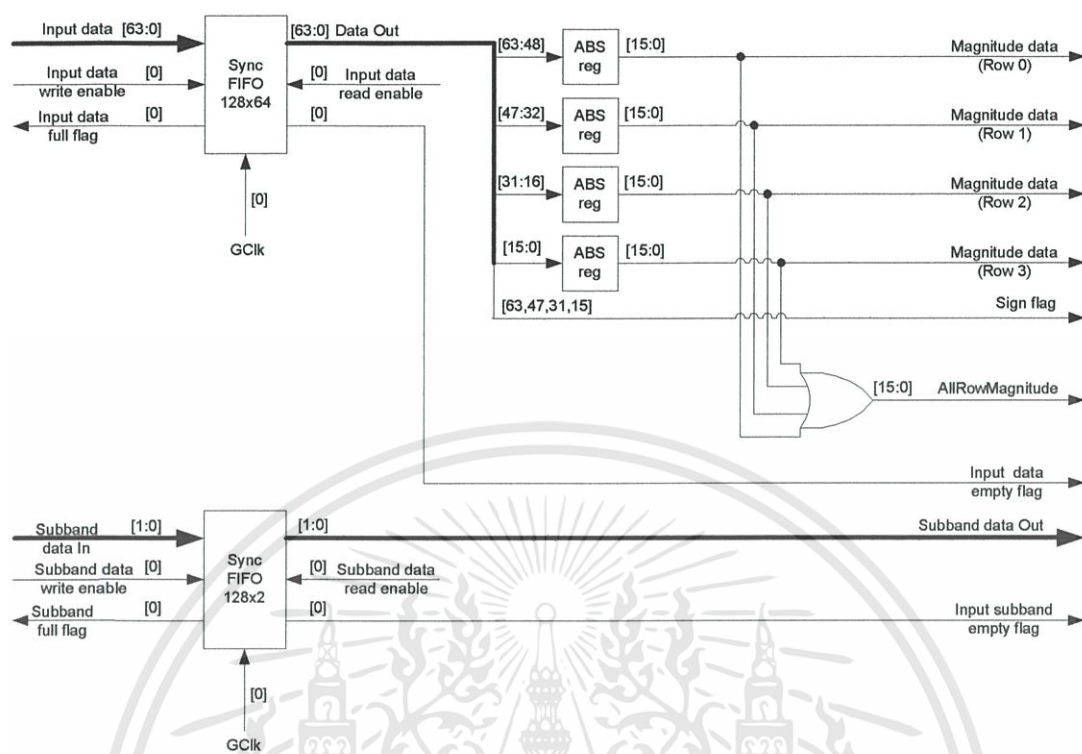 Input data [63:0]
Input data [0]
write enable
Input data [0]
full flag
Sync
FIFO
128x64
[63:0] Data Out
[0] Input data
read enable
[0]
[0]
GClk
[63:48]
ABS
reg
[15:0]
Magnitude data
(Row 0)
[47:32]
ABS
reg
[15:0]
Magnitude data
(Row 1)
[31:16]
ABS
reg
[15:0]
Magnitude data
(Row 2)
[15:0]
ABS
reg
[15:0]
Magnitude data
(Row 3)
[63,47,31,15]
Sign flag
[15:0]
AllRowMagnitude
Input data
empty flag
Subband [1:0]
data In
Subband data [0]
write enable
Subband [0]
full flag
Sync
FIFO
128x2
[1:0]
Subband data Out
[0] Subband data
read enable
[0]
Input subband
empty flag
[0]
GClk